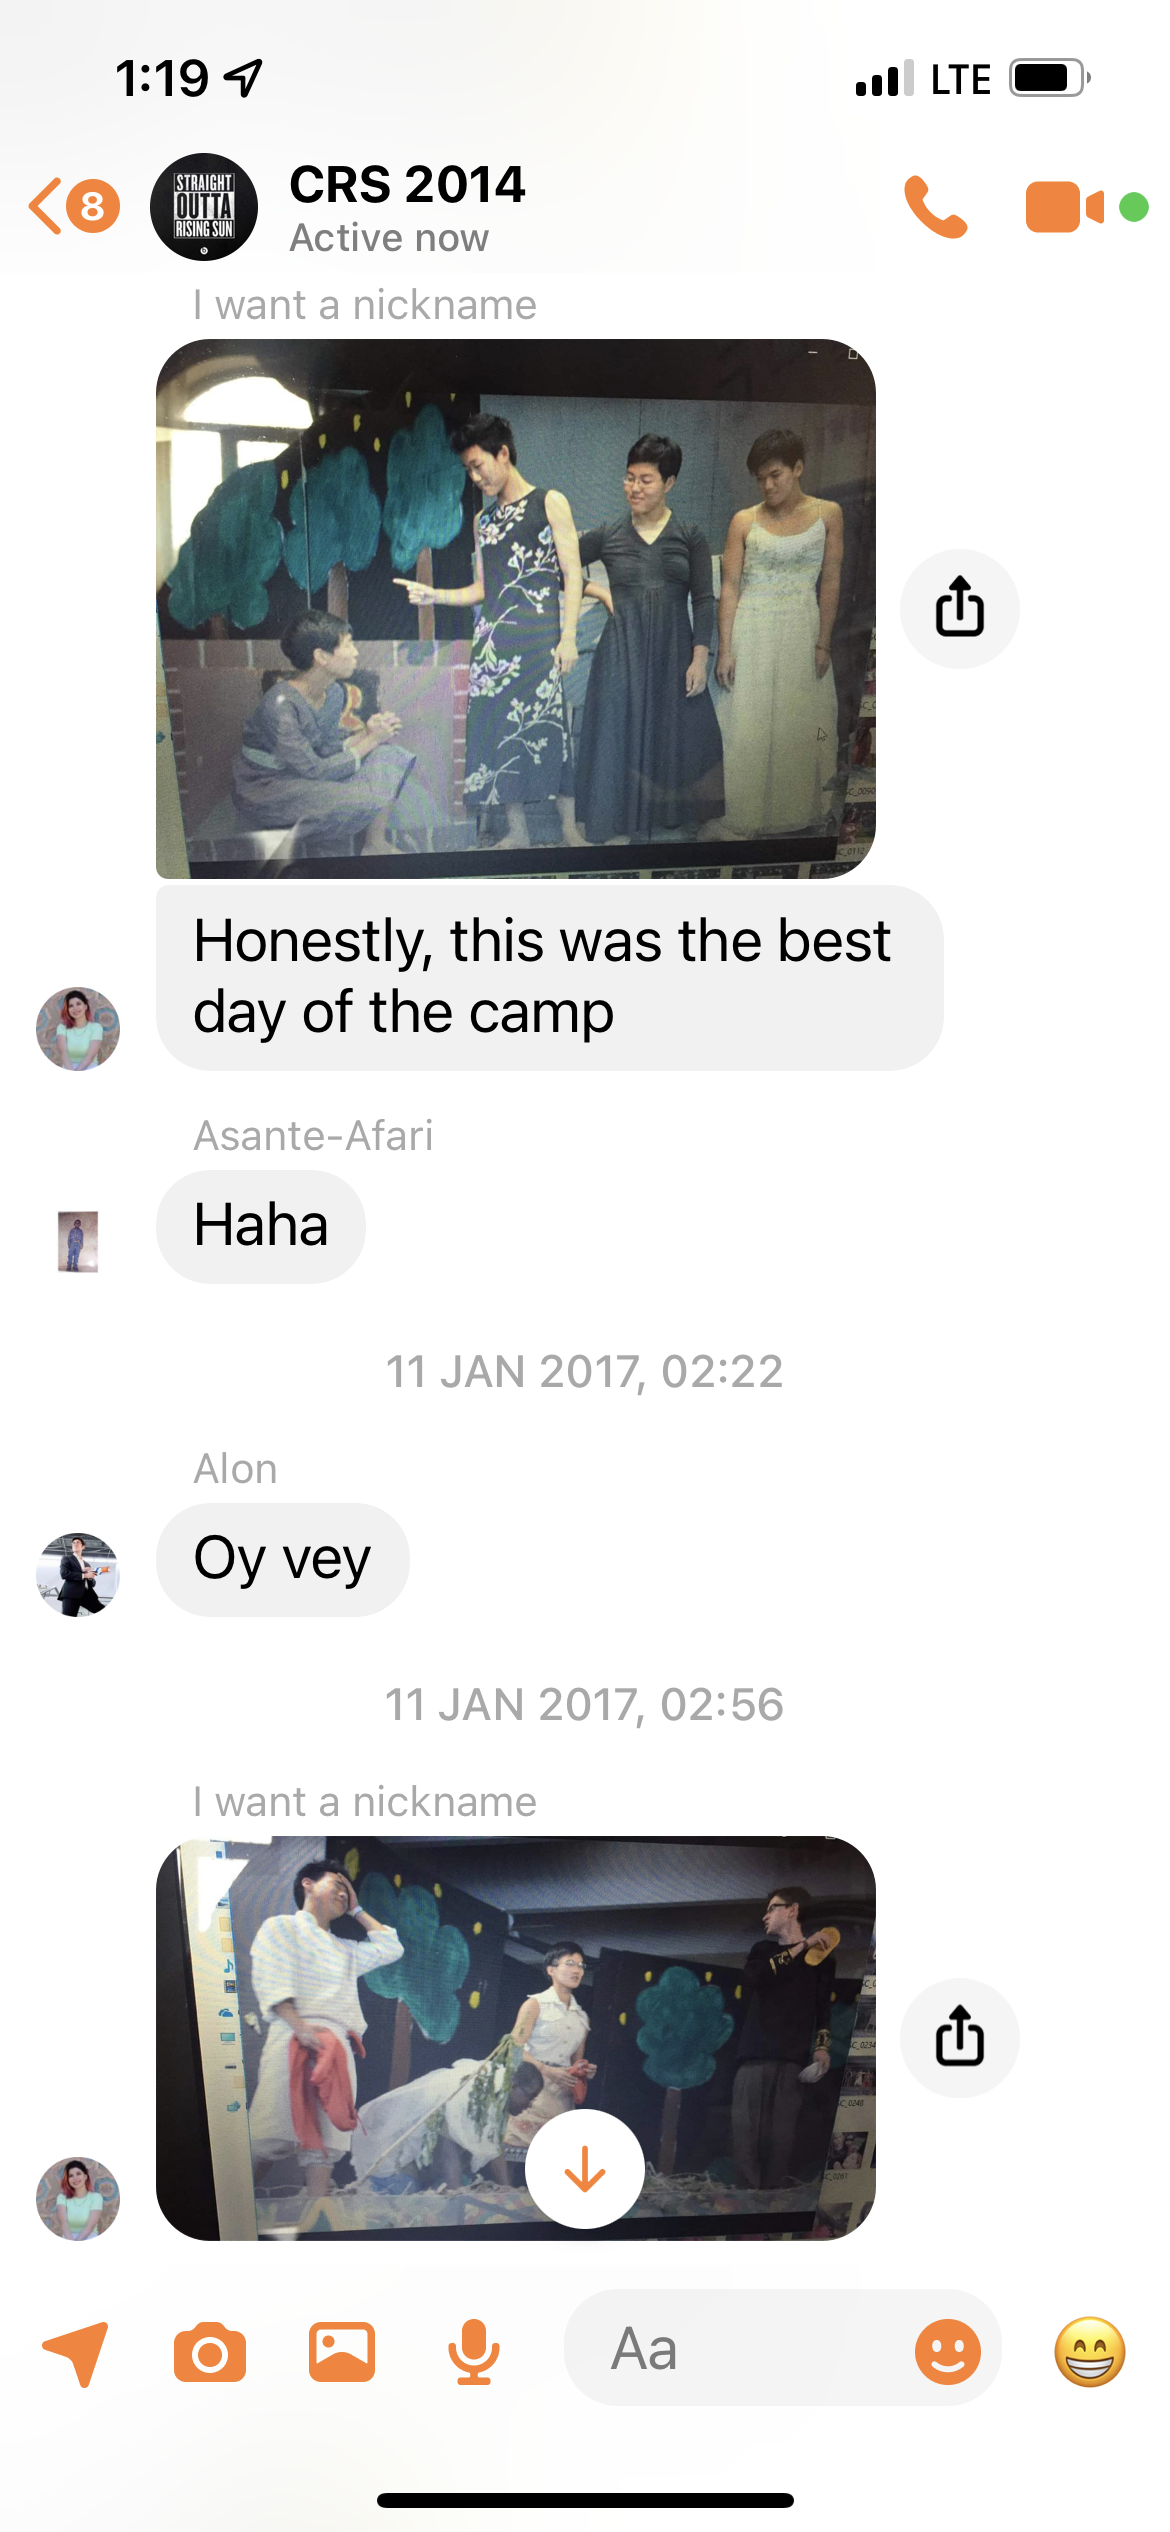 1:19
LTE
8
STRAIGHT
OUTTA
RISING SUN
CRS 2014
Active now
I want a nickname
Honestly, this was the best
day of the camp
Asante-Afari
Haha
11 JAN 2017, 02:22
Alon
Oy vey
11 JAN 2017, 02:56
I want a nickname
Aa